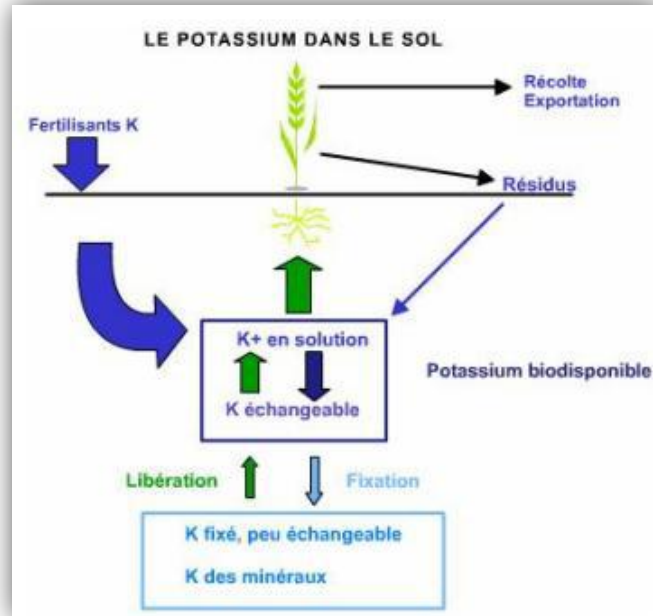 LE POTASSIUM DANS LE SOL
Récolte
Exportation
Fertilisants K
Résidus
K+ en solution
Potassium biodisponible
K échangeable
Libération
Fixation
K fixé, peu échangeable
K des minéraux